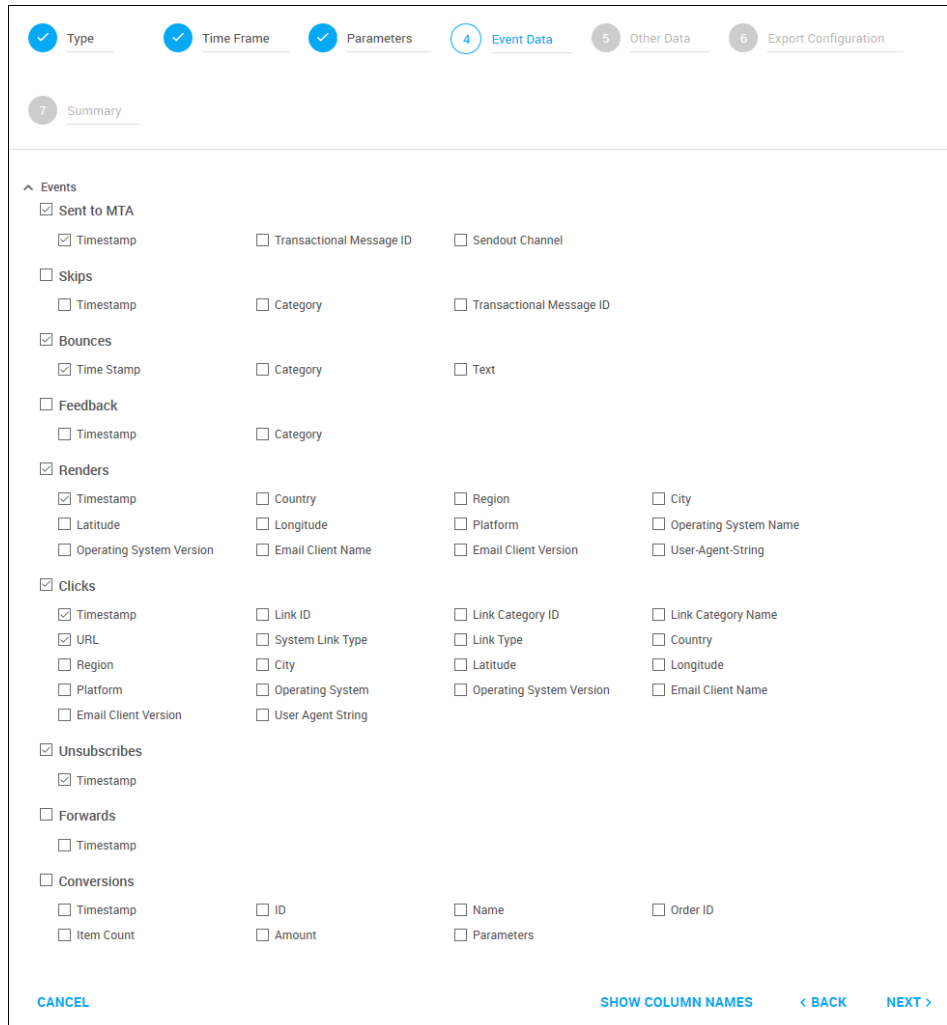 Type Time Frame Parameters 4 Event Data 5 Other Data 6 Export Configuration
7 Summary
Events
Sent to MTA
Timestamp Transactional Message ID Sendout Channel
Skips
Timestamp Category Transactional Message ID
Bounces
Time Stamp Category Text
Feedback
Timestamp Category
Renders
Timestamp Country Region City
Latitude Longitude Platform Operating System Name
Operating System Version Email Client Name Email Client Version User-Agent-String
Clicks
Timestamp Link ID Link Category ID Link Category Name
URL System Link Type Link Type Country
Region City Latitude Longitude
Platform Operating System Operating System Version Email Client Name
Email Client Version User Agent String
Unsubscribes
Timestamp
Forwards
Timestamp
Conversions
Timestamp ID Name Order ID
Item Count Amount Parameters
CANCEL SHOW COLUMN NAMES < BACK NEXT >